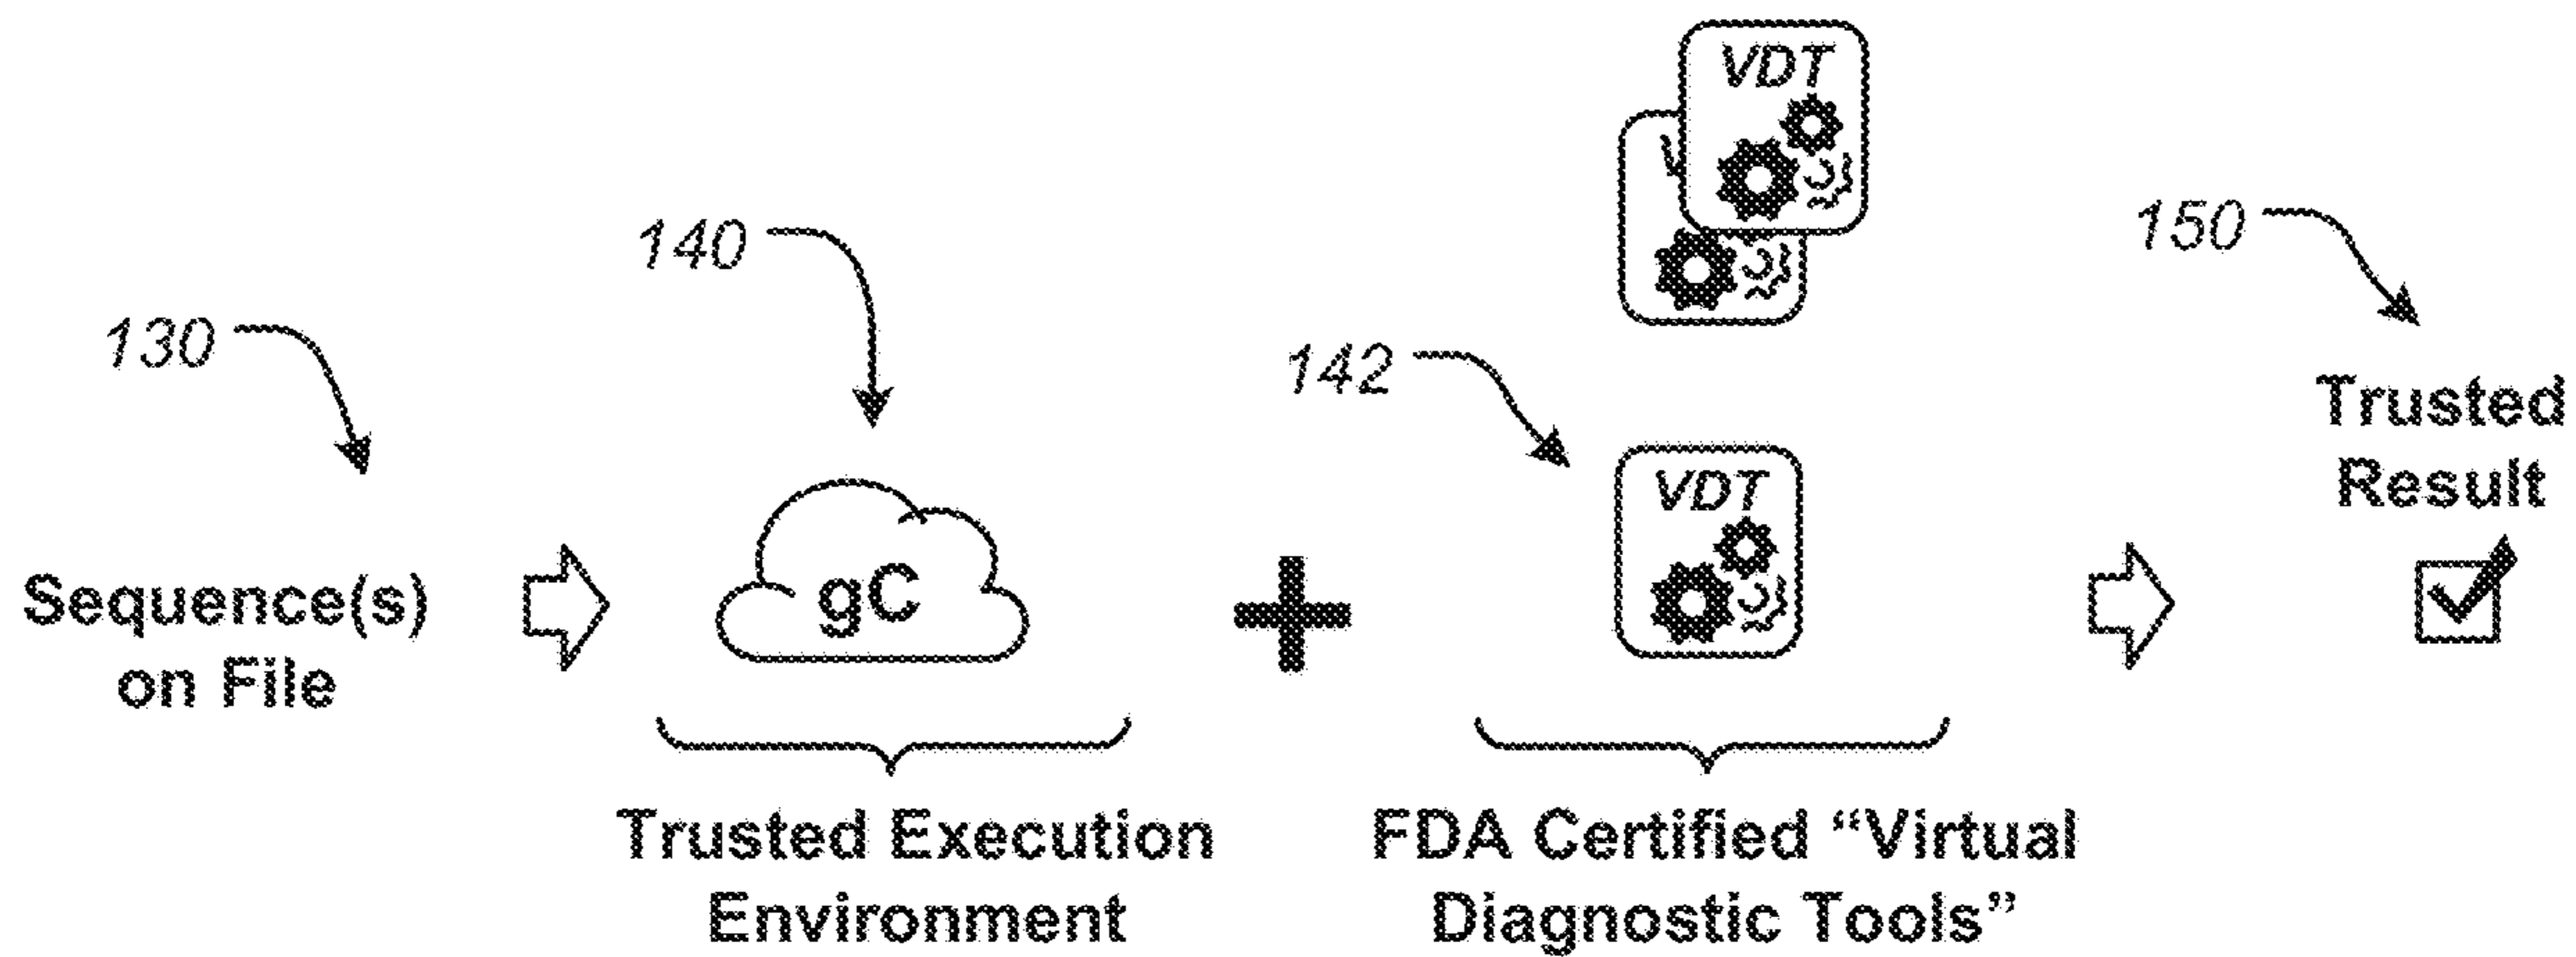 VDT
140
150
130
142
Trusted
Result
VDT
gC
Sequence(s)
on File
Trusted Execution
Environment
FDA Certified “Virtual
Diagnostic Tools”